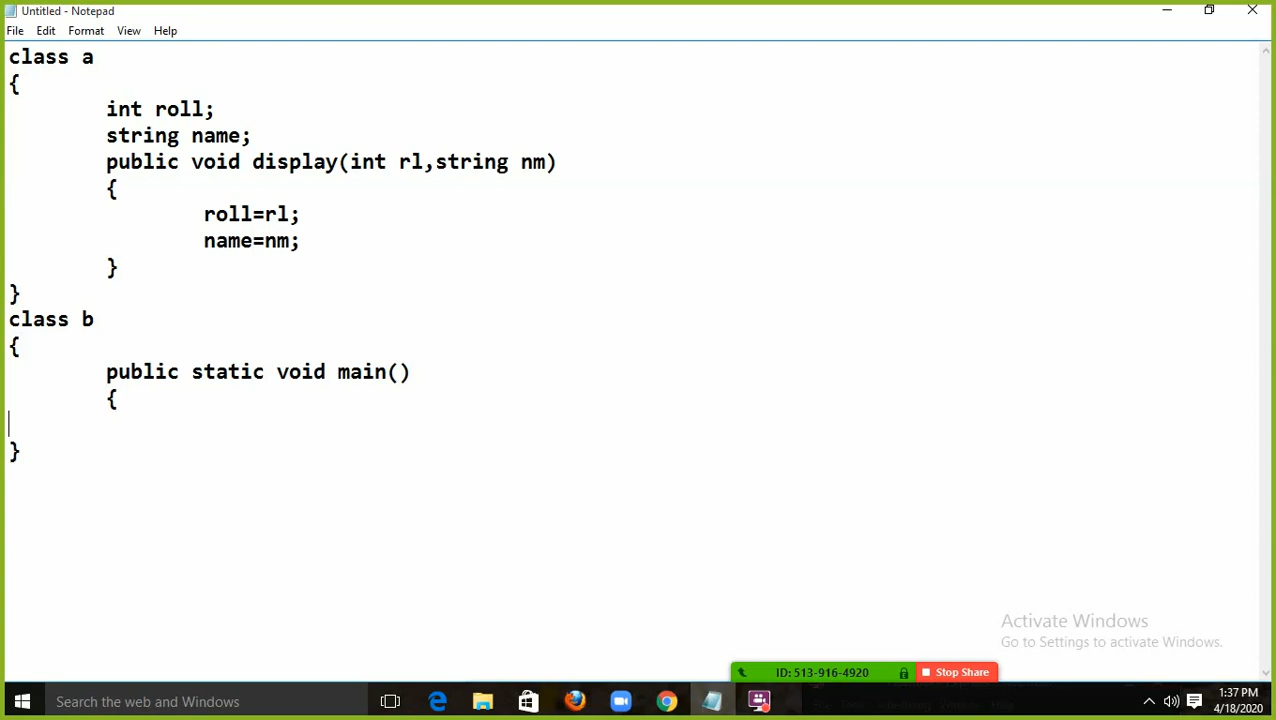 Untitled - Notepad
File Edit Format View Help
class a
{
int roll;
string name;
public void display(int rl,string nm)
{
roll=rl;
name=nm;
}
}
class b
{
public static void main()
{
}
Activate Windows
Go to Settings to activate Windows.
ID: 513-916-4920 Stop Share
Search the web and Windows
1:37 PM
4/18/2020